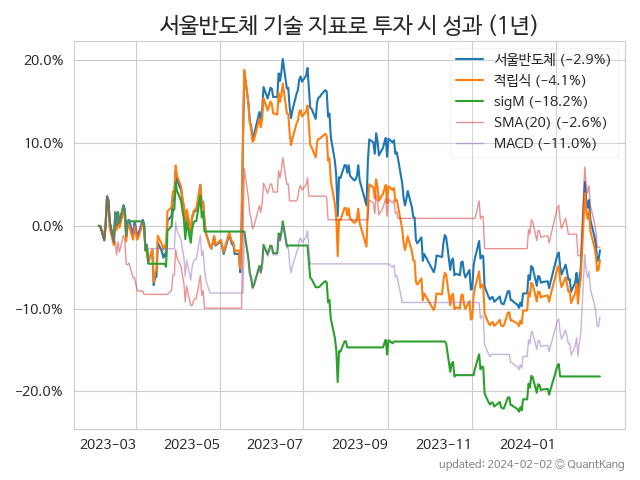 서울반도체 기술 지표로 투자 시 성과 (1년)
서울반도체 (−2.9%)
적립식 (−4.1%)
sigM (−18.2%)
SMA(20) (−2.6%)
MACD (−11.0%)
20.0%
10.0%
0.0%
−10.0%
−20.0%
2023-03 2023-05 2023-07 2023-09 2023-11 2024-01
updated: 2024-02-02 © QuantKang